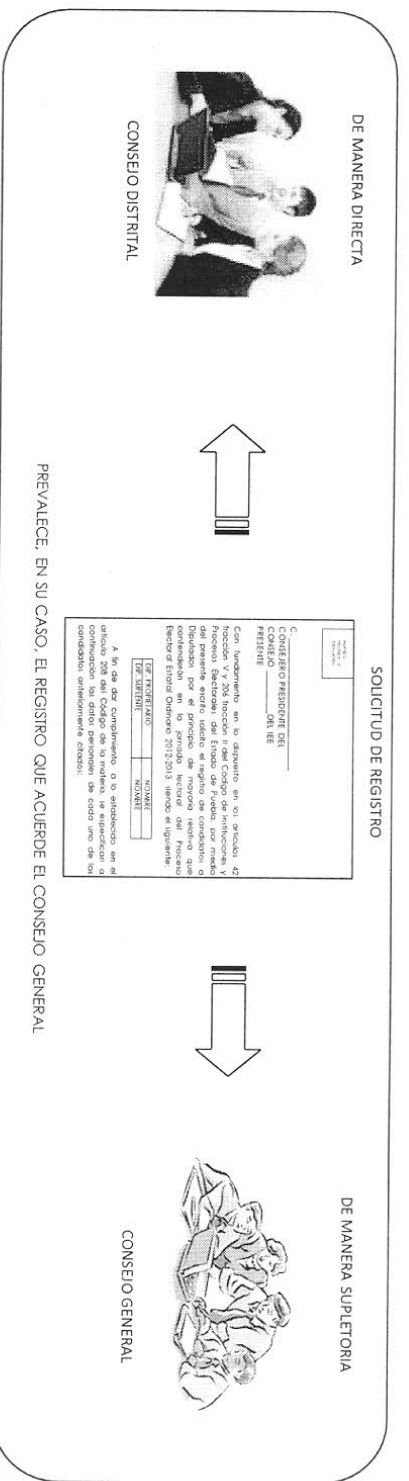 SOLICITUD DE REGISTRO
DE MANERA DIRECTA
CONSEJO DISTRITAL
C. ____________
CONSEJERO PRESIDENTE DEL
CONSEJO ______ DEL IEE
PRESENTE
Con fundamento en lo dispuesto en los artículos 42
fracción V y 206 fracción II del Código de Instituciones y
Procesos Electorales del Estado de Puebla, por medio
del presente escrito solicito el registro de candidatos a
Diputados por el principio de mayoría relativa que
contenderán en la jornada lectoral del Proceso
Electoral Estatal Ordinario 2012-2013, siendo el siguiente:
DIP. PROPIETARIO NOMBRE
DIP. SUPLENTE NOMBRE
A fin de dar cumplimiento a lo establecido en el
artículo 208 del Código de la materia, se especifican a
continuación los datos personales de cada uno de los
candidatos anteriormente citados:
DE MANERA SUPLETORIA
CONSEJO GENERAL
PREVALECE, EN SU CASO, EL REGISTRO QUE ACUERDE EL CONSEJO GENERAL